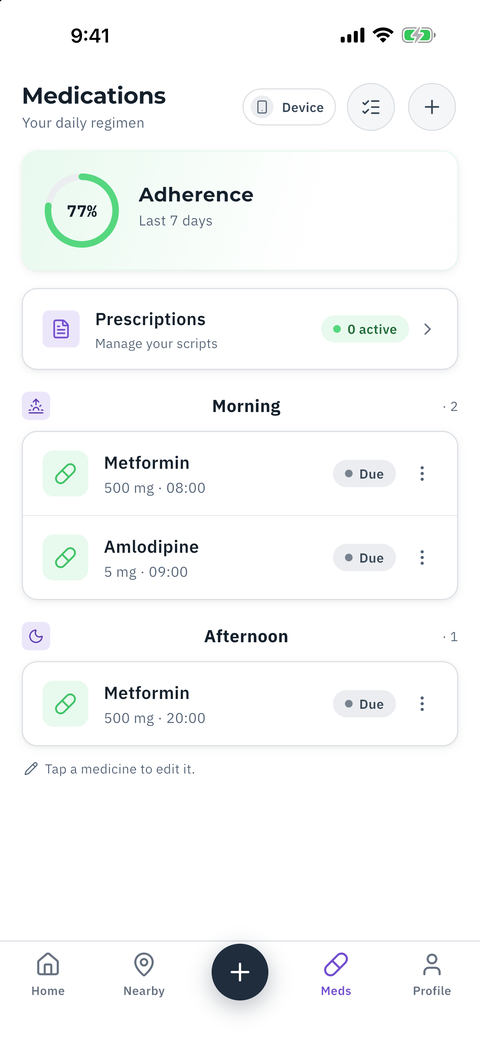 9:41
Medications
Your daily regimen
Device
77%
Adherence
Last 7 days
Prescriptions
Manage your scripts
0 active
Morning
· 2
Metformin
500 mg · 08:00
Due
Amlodipine
5 mg · 09:00
Due
Afternoon
· 1
Metformin
500 mg · 20:00
Due
Tap a medicine to edit it.
Home
Nearby
Meds
Profile